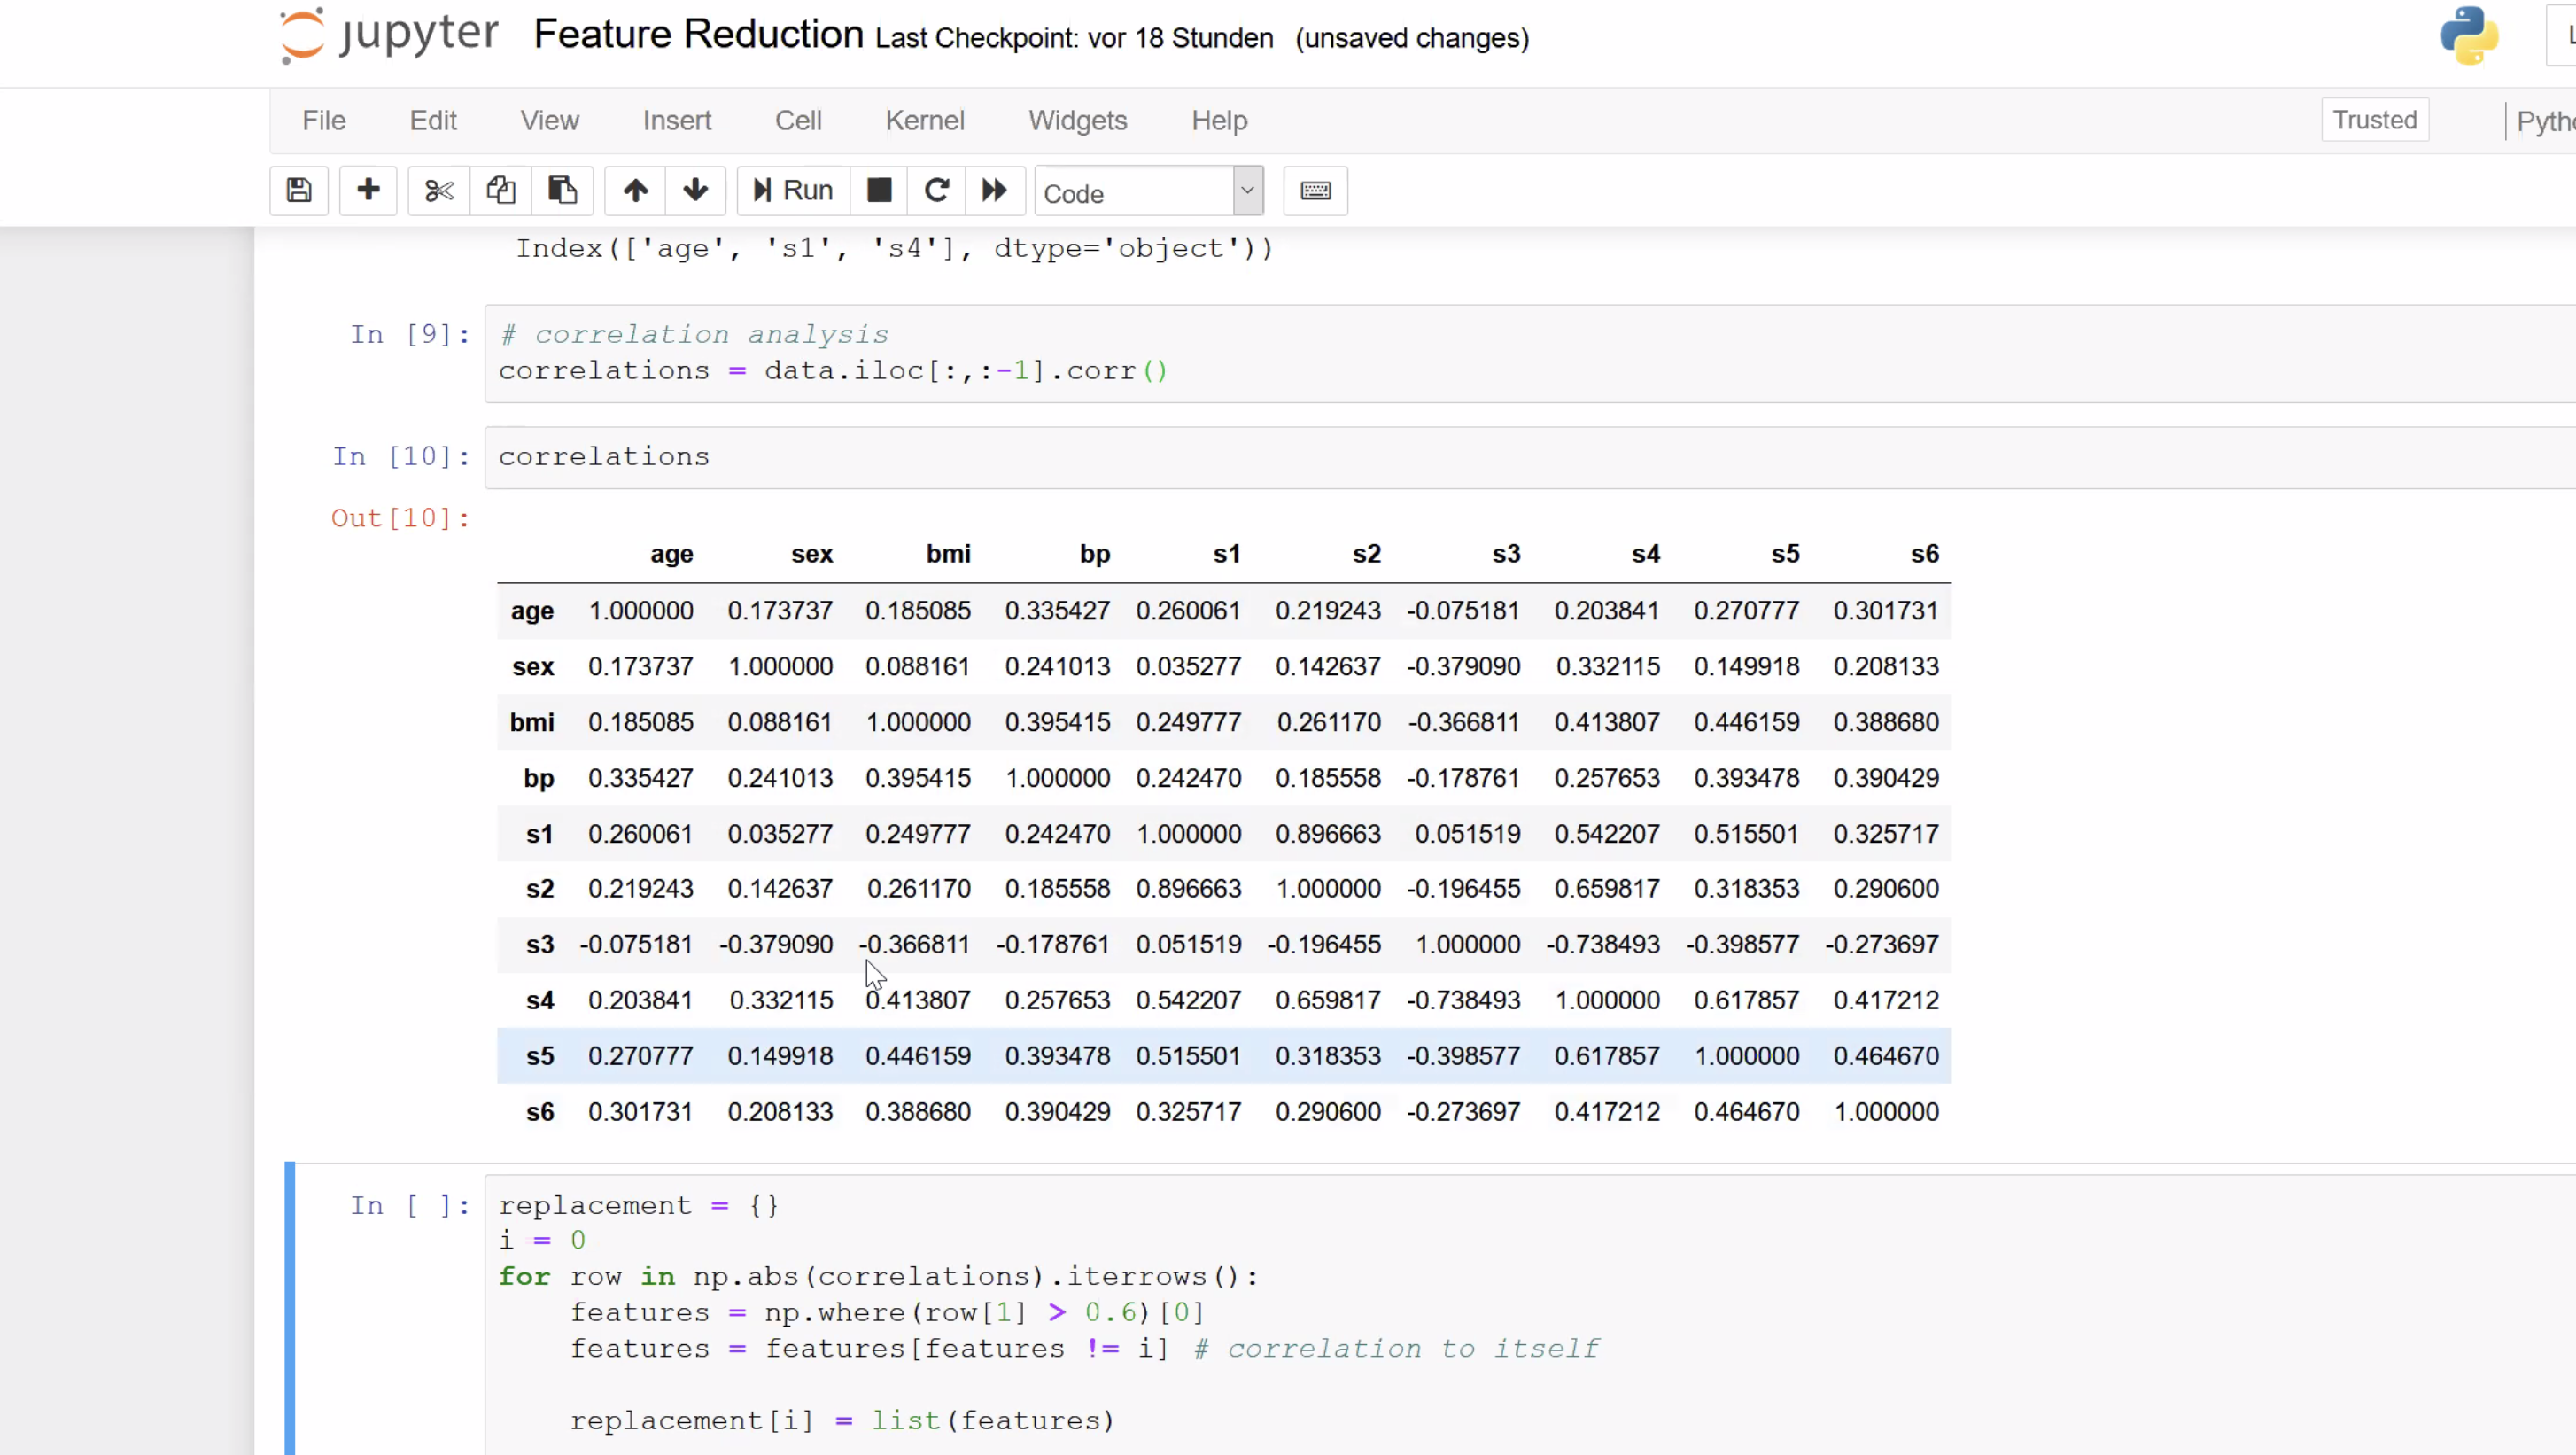 jupyter Feature Reduction Last Checkpoint: vor 18 Stunden (unsaved changes)
File Edit View Insert Cell Kernel Widgets Help Trusted
Run Code
Index(['age', 's1', 's4'], dtype='object'))
In [9]: # correlation analysis
correlations = data.iloc[:,:-1].corr()
In [10]: correlations
Out[10]:
age sex bmi bp s1 s2 s3 s4 s5 s6
age 1.000000 0.173737 0.185085 0.335427 0.260061 0.219243 -0.075181 0.203841 0.270777 0.301731
sex 0.173737 1.000000 0.088161 0.241013 0.035277 0.142637 -0.379090 0.332115 0.149918 0.208133
bmi 0.185085 0.088161 1.000000 0.395415 0.249777 0.261170 -0.366811 0.413807 0.446159 0.388680
bp 0.335427 0.241013 0.395415 1.000000 0.242470 0.185558 -0.178761 0.257653 0.393478 0.390429
s1 0.260061 0.035277 0.249777 0.242470 1.000000 0.896663 0.051519 0.542207 0.515501 0.325717
s2 0.219243 0.142637 0.261170 0.185558 0.896663 1.000000 -0.196455 0.659817 0.318353 0.290600
s3 -0.075181 -0.379090 -0.366811 -0.178761 0.051519 -0.196455 1.000000 -0.738493 -0.398577 -0.273697
s4 0.203841 0.332115 0.413807 0.257653 0.542207 0.659817 -0.738493 1.000000 0.617857 0.417212
s5 0.270777 0.149918 0.446159 0.393478 0.515501 0.318353 -0.398577 0.617857 1.000000 0.464670
s6 0.301731 0.208133 0.388680 0.390429 0.325717 0.290600 -0.273697 0.417212 0.464670 1.000000
In [ ]: replacement = {}
i = 0
for row in np.abs(correlations).iterrows():
    features = np.where(row[1] > 0.6)[0]
    features = features[features != i] # correlation to itself
    replacement[i] = list(features)